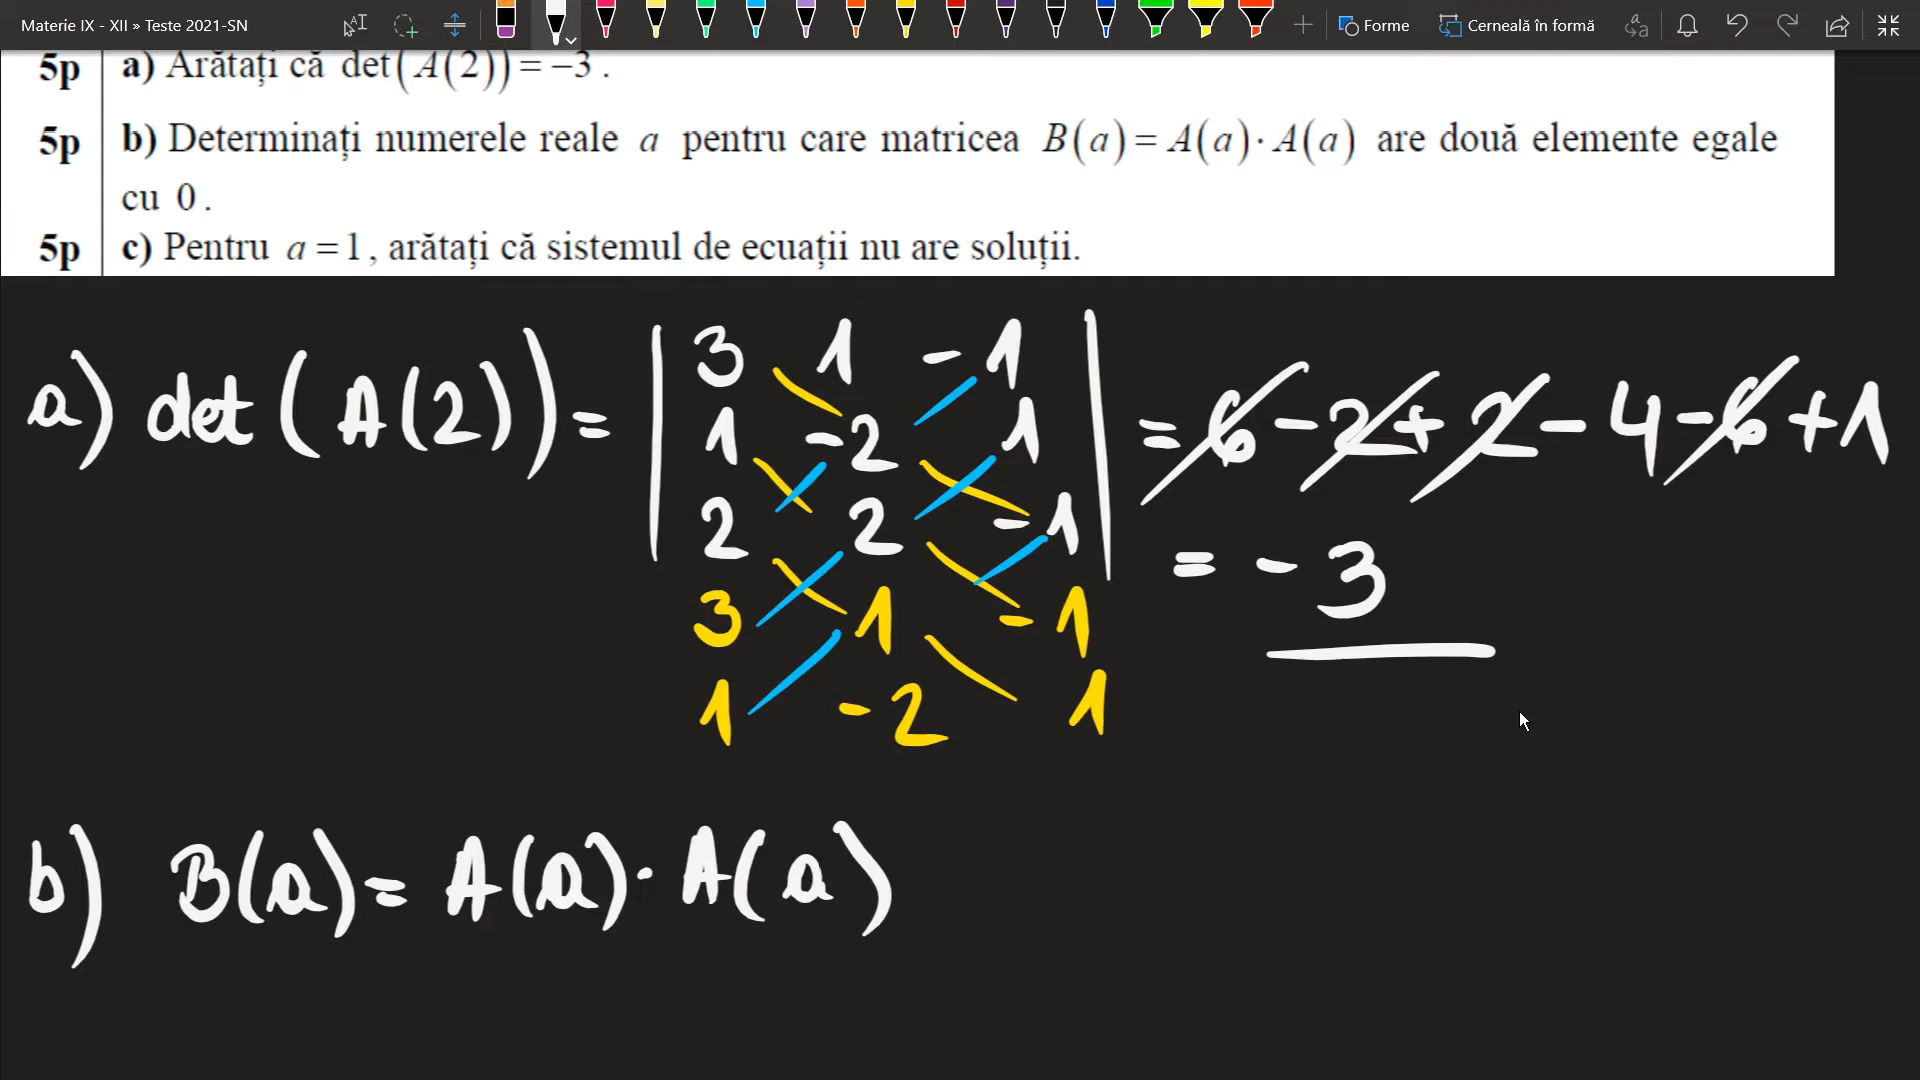 Materie IX - XII » Teste 2021-SN
Forme
Cerneală în formă
5p a) Arătați că det(A(2)) = −3 .
5p b) Determinați numerele reale a pentru care matricea B(a) = A(a) · A(a) are două elemente egale
cu 0 .
5p c) Pentru a = 1, arătați că sistemul de ecuații nu are soluții.
a) det(A(2)) = | 3 1 -1 | = 6 - 2 + 2 - 4 - 6 + 1
1 -2 1
2 2 -1 = - 3
3 1 -1
1 -2 1
b) B(a) = A(a) · A(a)